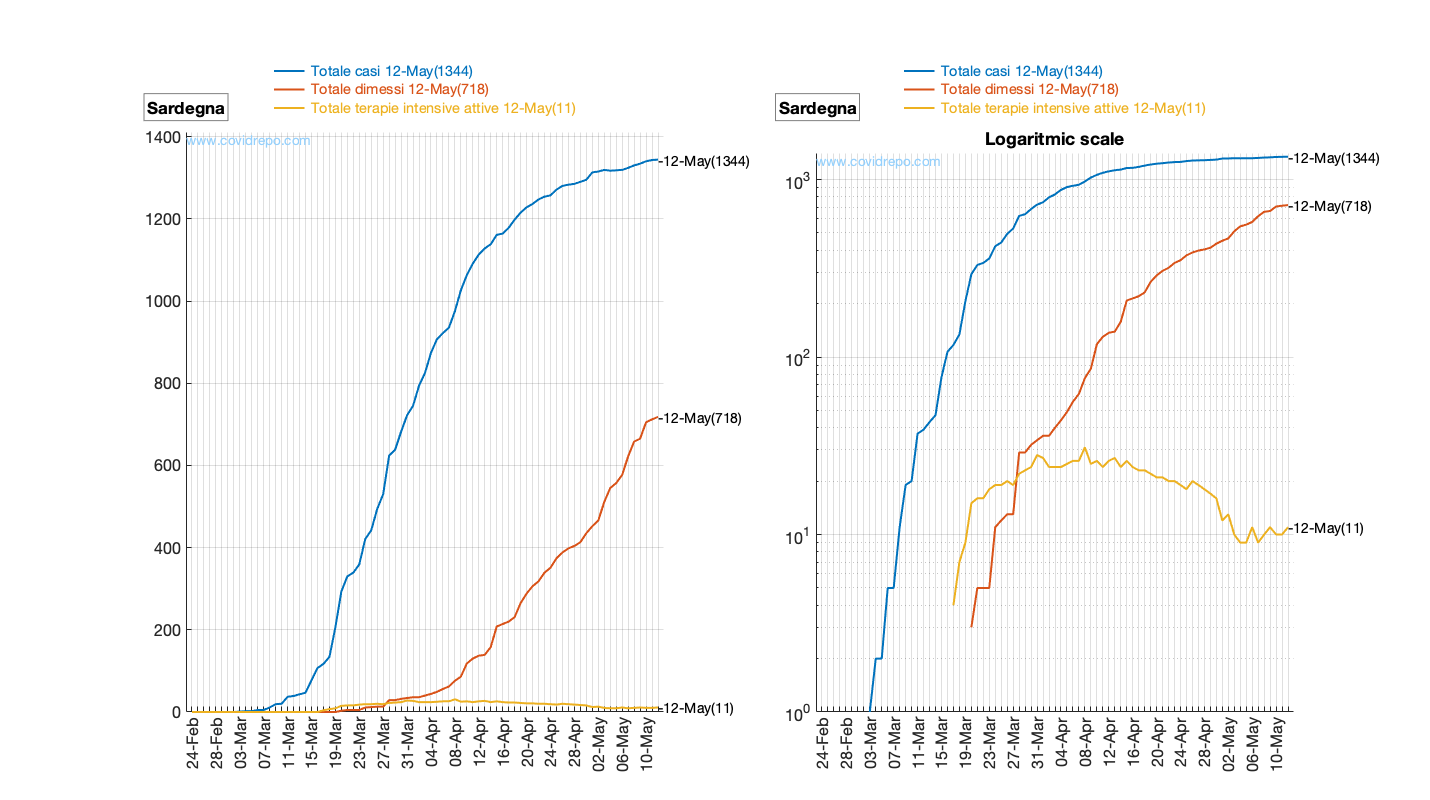 Totale casi 12-May(1344)
Totale dimessi 12-May(718)
Totale terapie intensive attive 12-May(11)
Sardegna
www.covidrepo.com
1400
1200
1000
800
600
400
200
0
12-May(1344)
12-May(718)
12-May(11)
24-Feb
28-Feb
03-Mar
07-Mar
11-Mar
15-Mar
19-Mar
23-Mar
27-Mar
31-Mar
04-Apr
08-Apr
12-Apr
16-Apr
20-Apr
24-Apr
28-Apr
02-May
06-May
10-May
Totale casi 12-May(1344)
Totale dimessi 12-May(718)
Totale terapie intensive attive 12-May(11)
Sardegna
Logaritmic scale
www.covidrepo.com
10³
10²
10¹
10⁰
12-May(1344)
12-May(718)
12-May(11)
24-Feb
28-Feb
03-Mar
07-Mar
11-Mar
15-Mar
19-Mar
23-Mar
27-Mar
31-Mar
04-Apr
08-Apr
12-Apr
16-Apr
20-Apr
24-Apr
28-Apr
02-May
06-May
10-May